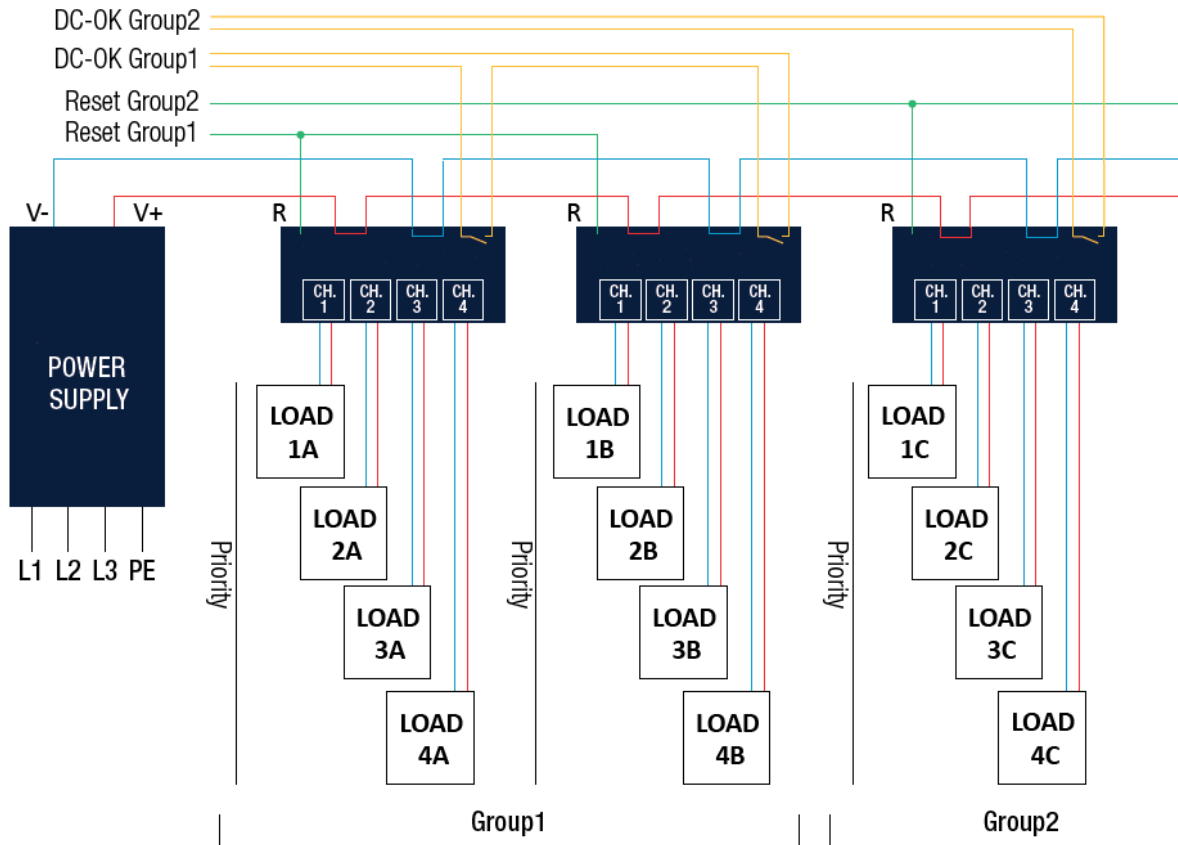 DC-OK Group2
DC-OK Group1
Reset Group2
Reset Group1
V-
V+
R
R
R
CH.
1
CH.
2
CH.
3
CH.
4
CH.
1
CH.
2
CH.
3
CH.
4
CH.
1
CH.
2
CH.
3
CH.
4
POWER
SUPPLY
L1 L2 L3 PE
Priority
LOAD
1A
LOAD
2A
LOAD
3A
LOAD
4A
Priority
LOAD
1B
LOAD
2B
LOAD
3B
LOAD
4B
Priority
LOAD
1C
LOAD
2C
LOAD
3C
LOAD
4C
Group1
Group2